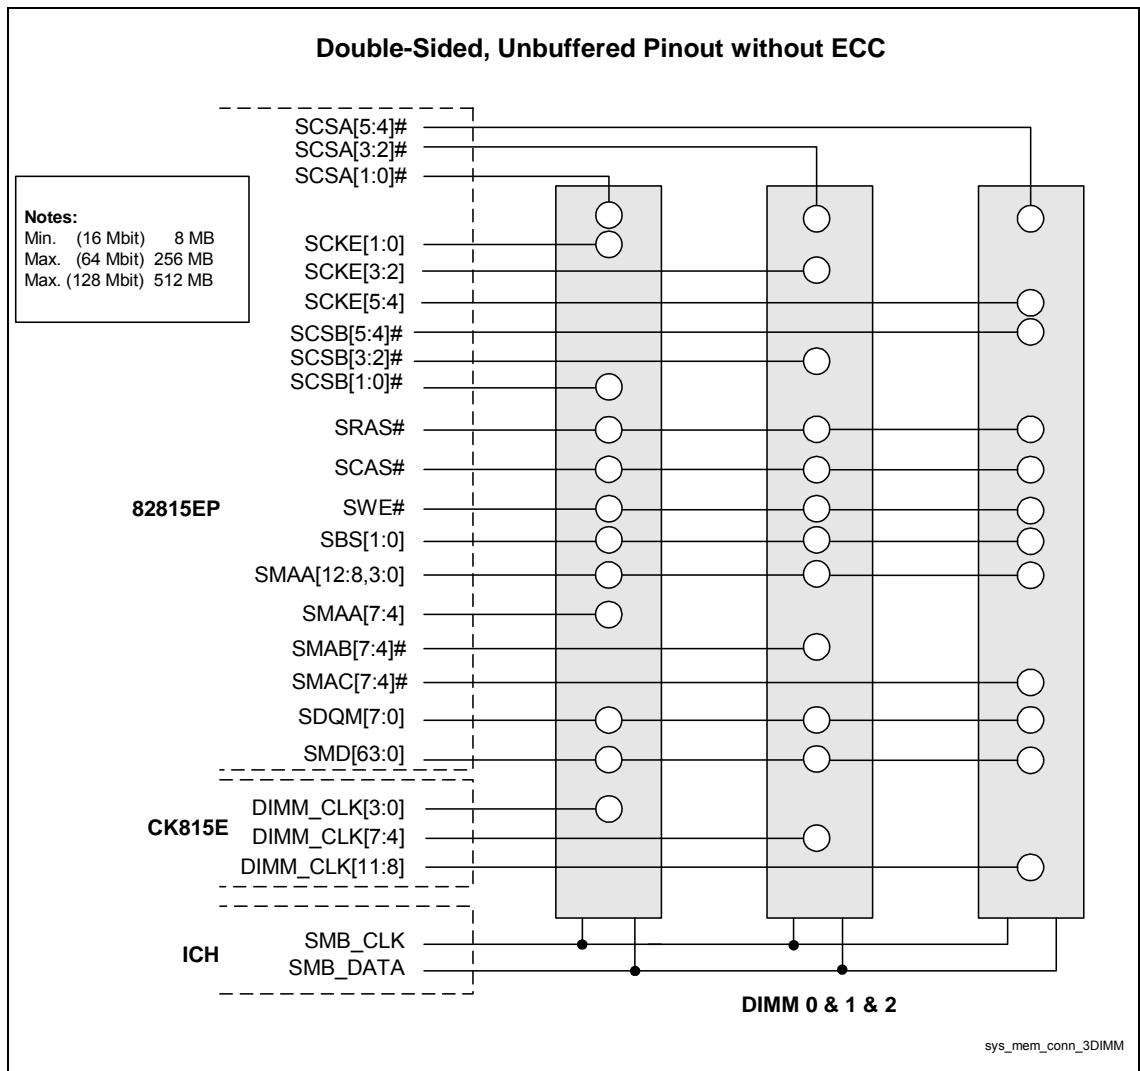 Double-Sided, Unbuffered Pinout without ECC
SCSA[5:4]#
SCSA[3:2]#
SCSA[1:0]#
Notes:
Min. (16 Mbit) 8 MB
Max. (64 Mbit) 256 MB
Max. (128 Mbit) 512 MB
SCKE[1:0]
SCKE[3:2]
SCKE[5:4]
SCSB[5:4]#
SCSB[3:2]#
SCSB[1:0]#
SRAS#
SCAS#
82815EP
SWE#
SBS[1:0]
SMAA[12:8,3:0]
SMAA[7:4]
SMAB[7:4]#
SMAC[7:4]#
SDQM[7:0]
SMD[63:0]
CK815E
DIMM_CLK[3:0]
DIMM_CLK[7:4]
DIMM_CLK[11:8]
ICH
SMB_CLK
SMB_DATA
DIMM 0 & 1 & 2
sys_mem_conn_3DIMM